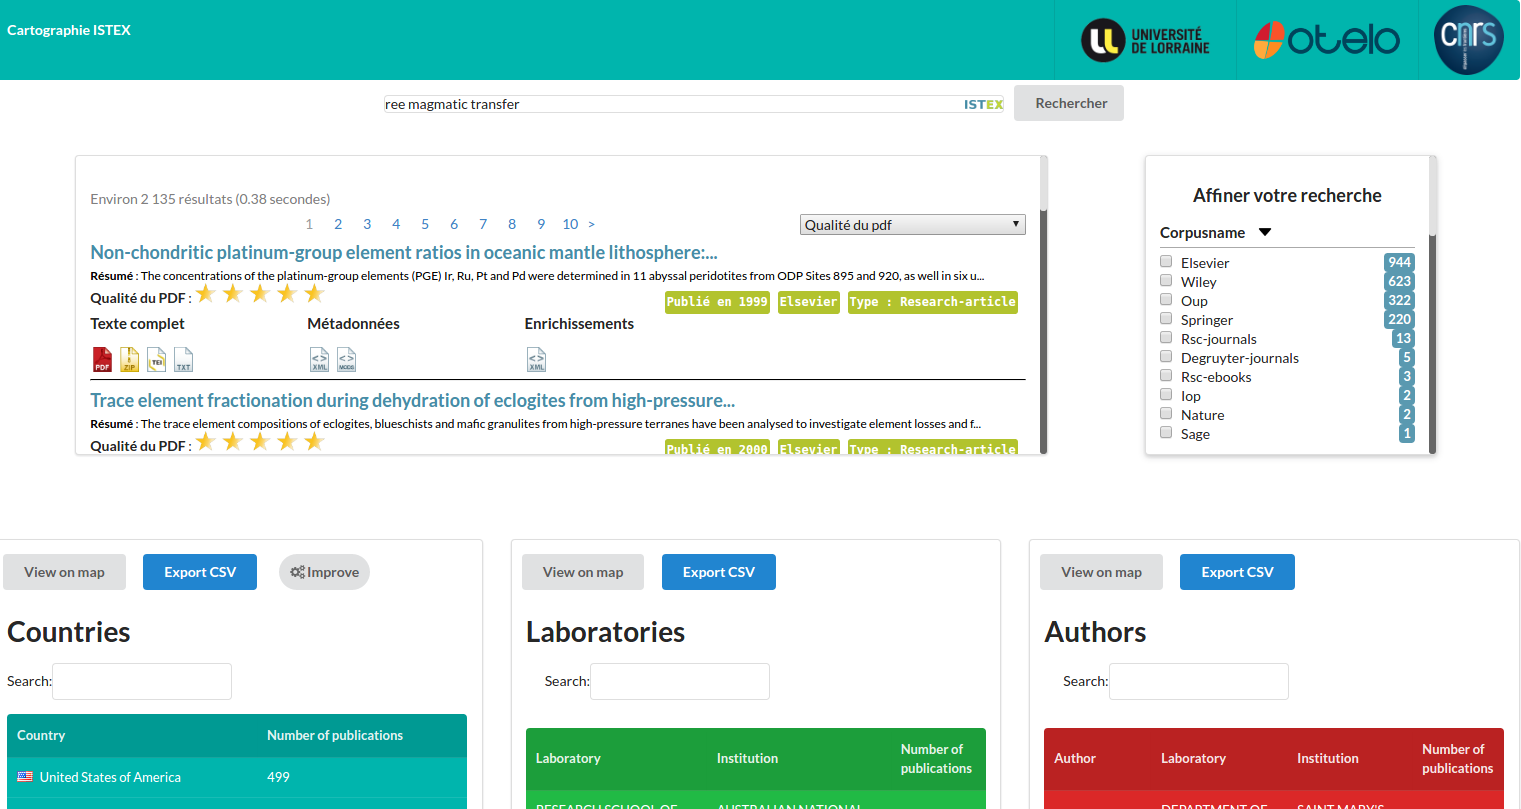 Cartographie ISTEX
UNIVERSITÉ
DE LORRAINE
otelo
cnrs
ree magmatic transfer
ISTEX
Rechercher
Environ 2 135 résultats (0.38 secondes)
1 2 3 4 5 6 7 8 9 10 >
Qualité du pdf
Non-chondritic platinum-group element ratios in oceanic mantle lithosphere:...
Résumé : The concentrations of the platinum-group elements (PGE) Ir, Ru, Pt and Pd were determined in 11 abyssal peridotites from ODP Sites 895 and 920, as well in six u...
Qualité du PDF :
Publié en 1999 Elsevier Type : Research-article
Texte complet Métadonnées Enrichissements
PDF ZIP TEI TXT XML MODS XML
Trace element fractionation during dehydration of eclogites from high-pressure...
Résumé : The trace element compositions of eclogites, blueschists and mafic granulites from high-pressure terranes have been analysed to investigate element losses and f...
Qualité du PDF :
Publié en 2000 Elsevier Type : Research-article
Affiner votre recherche
Corpusname
Elsevier 944
Wiley 623
Oup 322
Springer 220
Rsc-journals 13
Degruyter-journals 5
Rsc-ebooks 3
Iop 2
Nature 2
Sage 1
View on map Export CSV Improve
Countries
Search:
Country Number of publications
United States of America 499
View on map Export CSV
Laboratories
Search:
Laboratory Institution Number of
publications
RESEARCH SCHOOL OF AUSTRALIAN NATIONAL
View on map Export CSV
Authors
Search:
Author Laboratory Institution Number of
publications
DEPARTMENT OF SAINT MARY'S